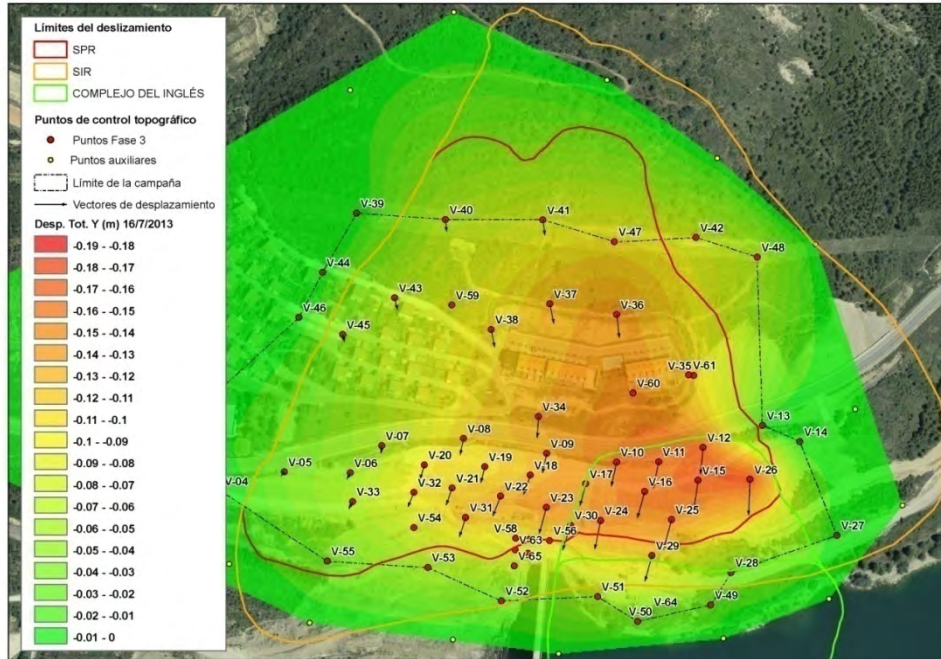 Límites del deslizamiento
SPR
SIR
COMPLEJO DEL INGLÉS
Puntos de control topográfico
Puntos Fase 3
Puntos auxiliares
Límite de la campaña
Vectores de desplazamiento
Desp. Tot. Y (m) 16/7/2013
-0.19 - -0.18
-0.18 - -0.17
-0.17 - -0.16
-0.16 - -0.15
-0.15 - -0.14
-0.14 - -0.13
-0.13 - -0.12
-0.12 - -0.11
-0.11 - -0.1
-0.1 - -0.09
-0.09 - -0.08
-0.08 - -0.07
-0.07 - -0.06
-0.06 - -0.05
-0.05 - -0.04
-0.04 - -0.03
-0.03 - -0.02
-0.02 - -0.01
-0.01 - 0
V-39
V-40
V-41
V-47
V-42
V-48
V-44
V-43
V-59
V-37
V-36
V-46
V-45
V-38
V-35
V-61
V-60
V-34
V-13
V-14
V-07
V-08
V-09
V-12
V-05
V-06
V-20
V-19
V-18
V-17
V-10
V-11
V-15
V-26
V-04
V-33
V-32
V-21
V-22
V-23
V-16
V-31
V-30
V-24
V-25
V-54
V-58
V-56
V-27
V-63
V-65
V-29
V-55
V-53
V-28
V-52
V-51
V-64
V-49
V-50